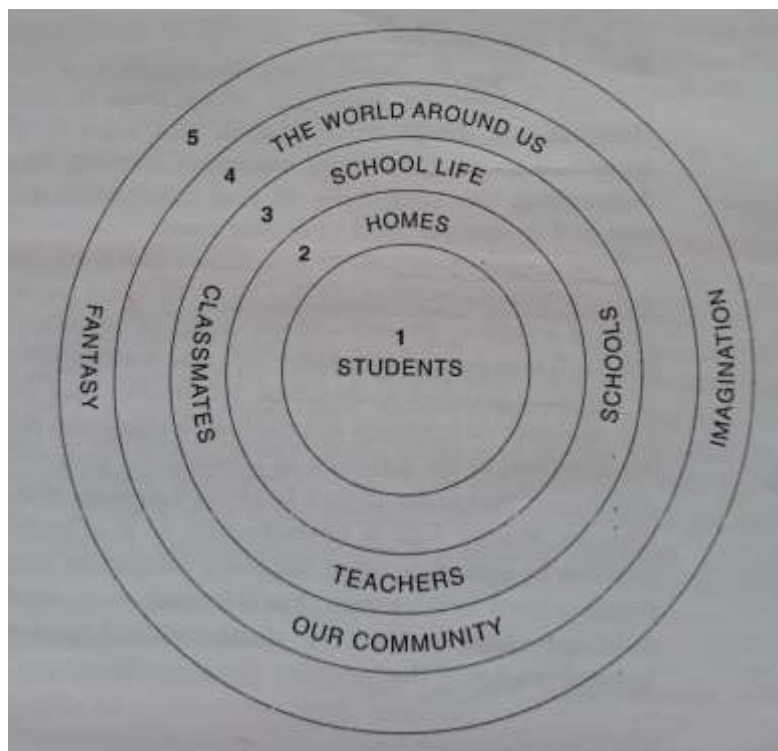 5
THE WORLD AROUND US
4
SCHOOL LIFE
3
HOMES
2
FANTASY
CLASSMATES
1
STUDENTS
SCHOOLS
IMAGINATION
TEACHERS
OUR COMMUNITY